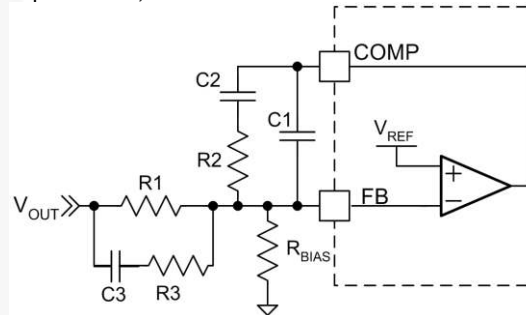 COMP
C2
C1
V_REF
R2
+
R1
V_OUT
FB
−
R_BIAS
C3
R3